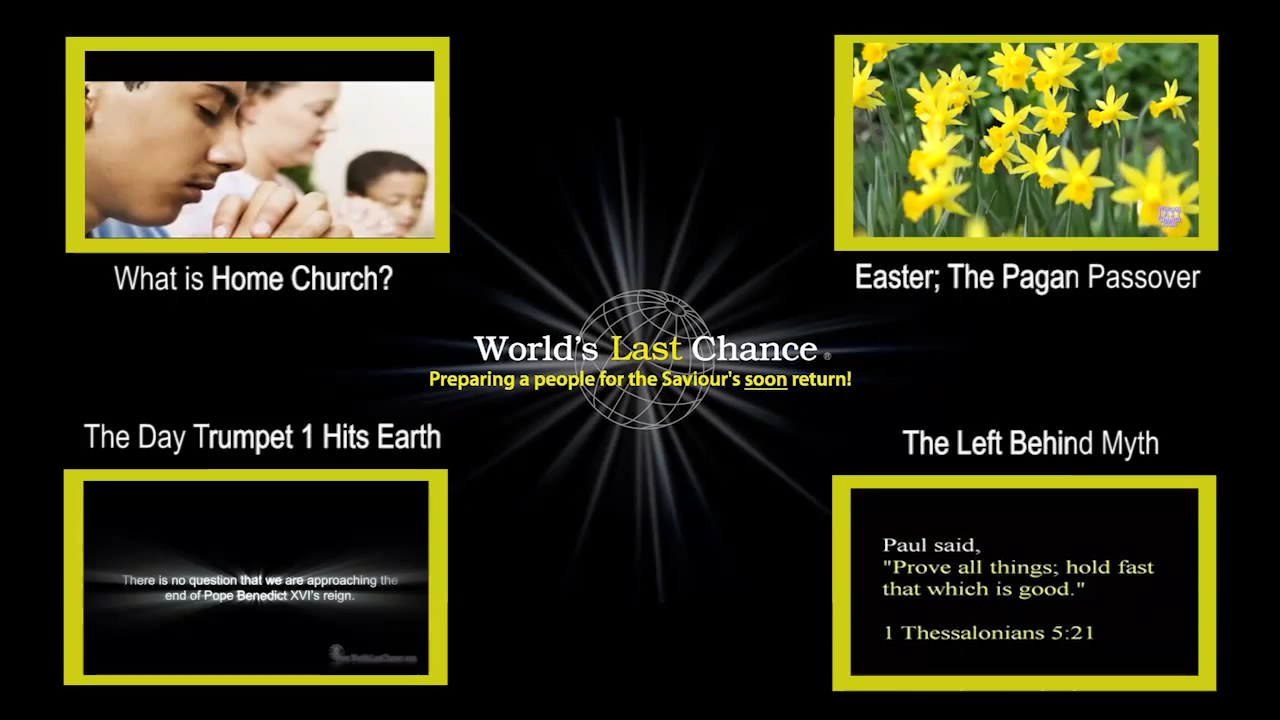 What is Home Church?
Easter; The Pagan Passover
World's Last Chance ®
Preparing a people for the Saviour's soon return!
The Day Trumpet 1 Hits Earth
The Left Behind Myth
There is no question that we are approaching the
end of Pope Benedict XVI's reign.
Paul said,
"Prove all things; hold fast
that which is good."
1 Thessalonians 5:21